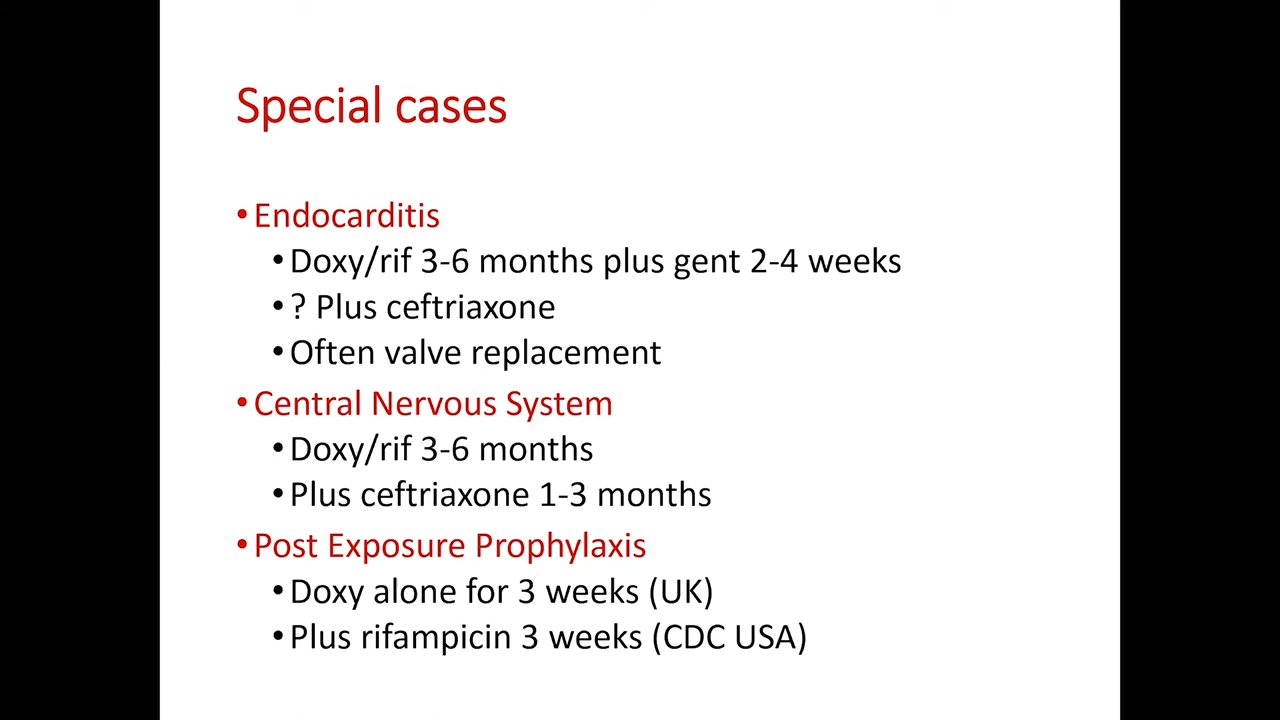 Special cases
• Endocarditis
• Doxy/rif 3-6 months plus gent 2-4 weeks
• ? Plus ceftriaxone
• Often valve replacement
• Central Nervous System
• Doxy/rif 3-6 months
• Plus ceftriaxone 1-3 months
• Post Exposure Prophylaxis
• Doxy alone for 3 weeks (UK)
• Plus rifampicin 3 weeks (CDC USA)